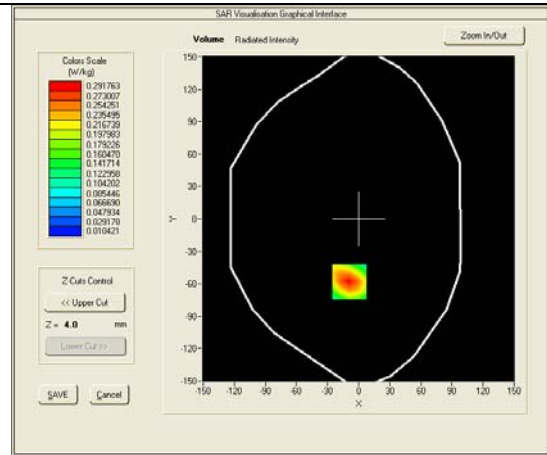 SAR Visualisation Graphical Interface
Volume Radiated Intensity
Zoom In/Out
Colors Scale
(W/kg)
0.291763
0.273007
0.254251
0.235495
0.216739
0.197983
0.179226
0.160470
0.141714
0.122958
0.104202
0.085446
0.066690
0.047934
0.029178
0.010421
Z Cuts Control
<< Upper Cut
Z = 4.0 mm
Lower Cut >>
SAVE Cancel
150-
120-
90-
60-
30-
0-
-30-
-60-
-90-
-120-
-150-
Y
-150 -120 -90 -60 -30 0 30 60 90 120 150
X